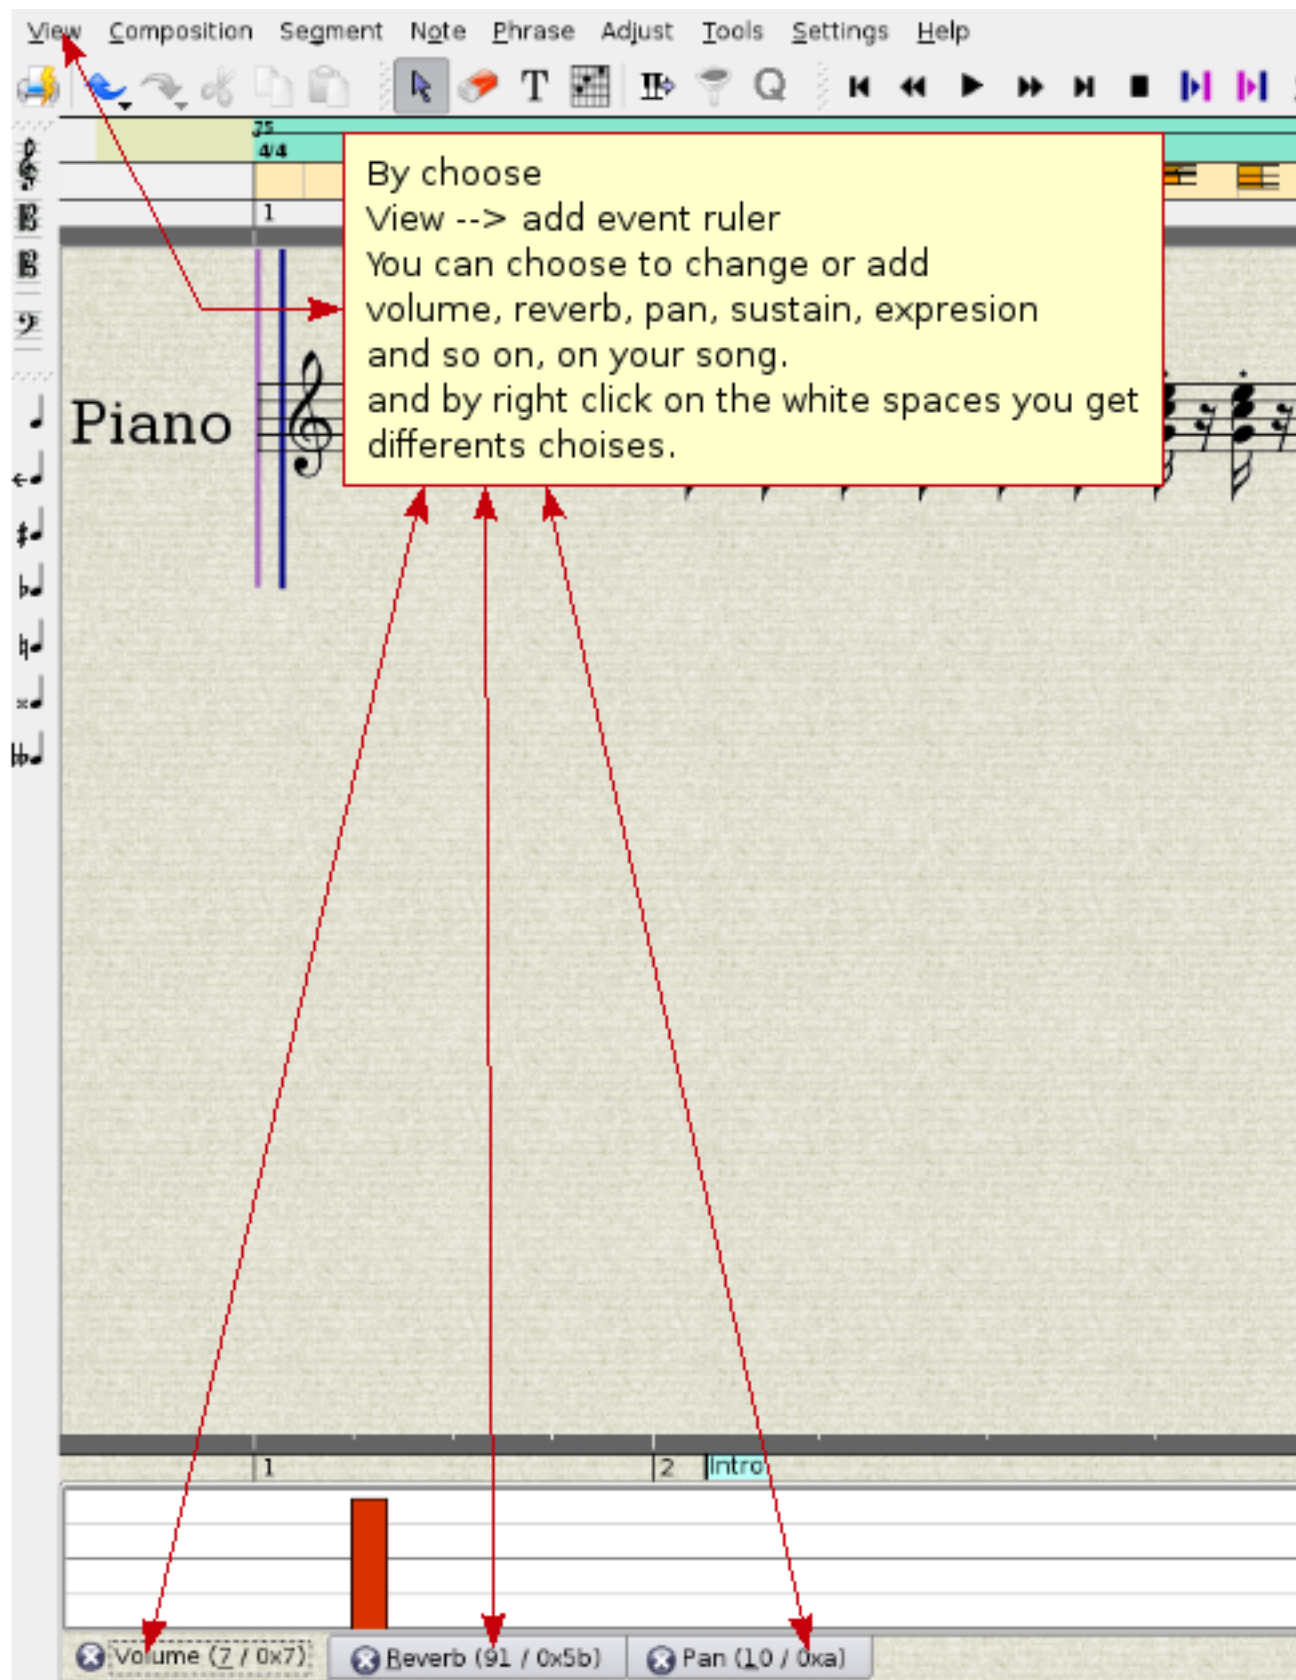 View Composition Segment Note Phrase Adjust Tools Settings Help
T Q
75
4/4
1
By choose
View --> add event ruler
You can choose to change or add
volume, reverb, pan, sustain, expresion
and so on, on your song.
and by right click on the white spaces you get
differents choises.
Piano
1 2 Intro
Volume (7 / 0x7) Reverb (91 / 0x5b) Pan (10 / 0xa)